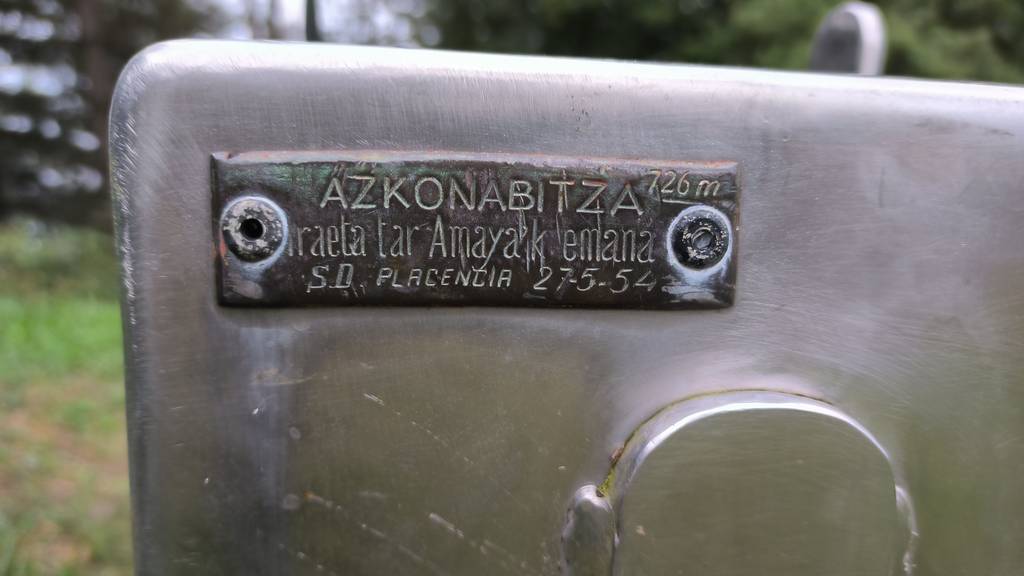 AZKONABITZA 726 m
raeta tar Amaya'k emana
S.D. PLACENCIA 27-5-54